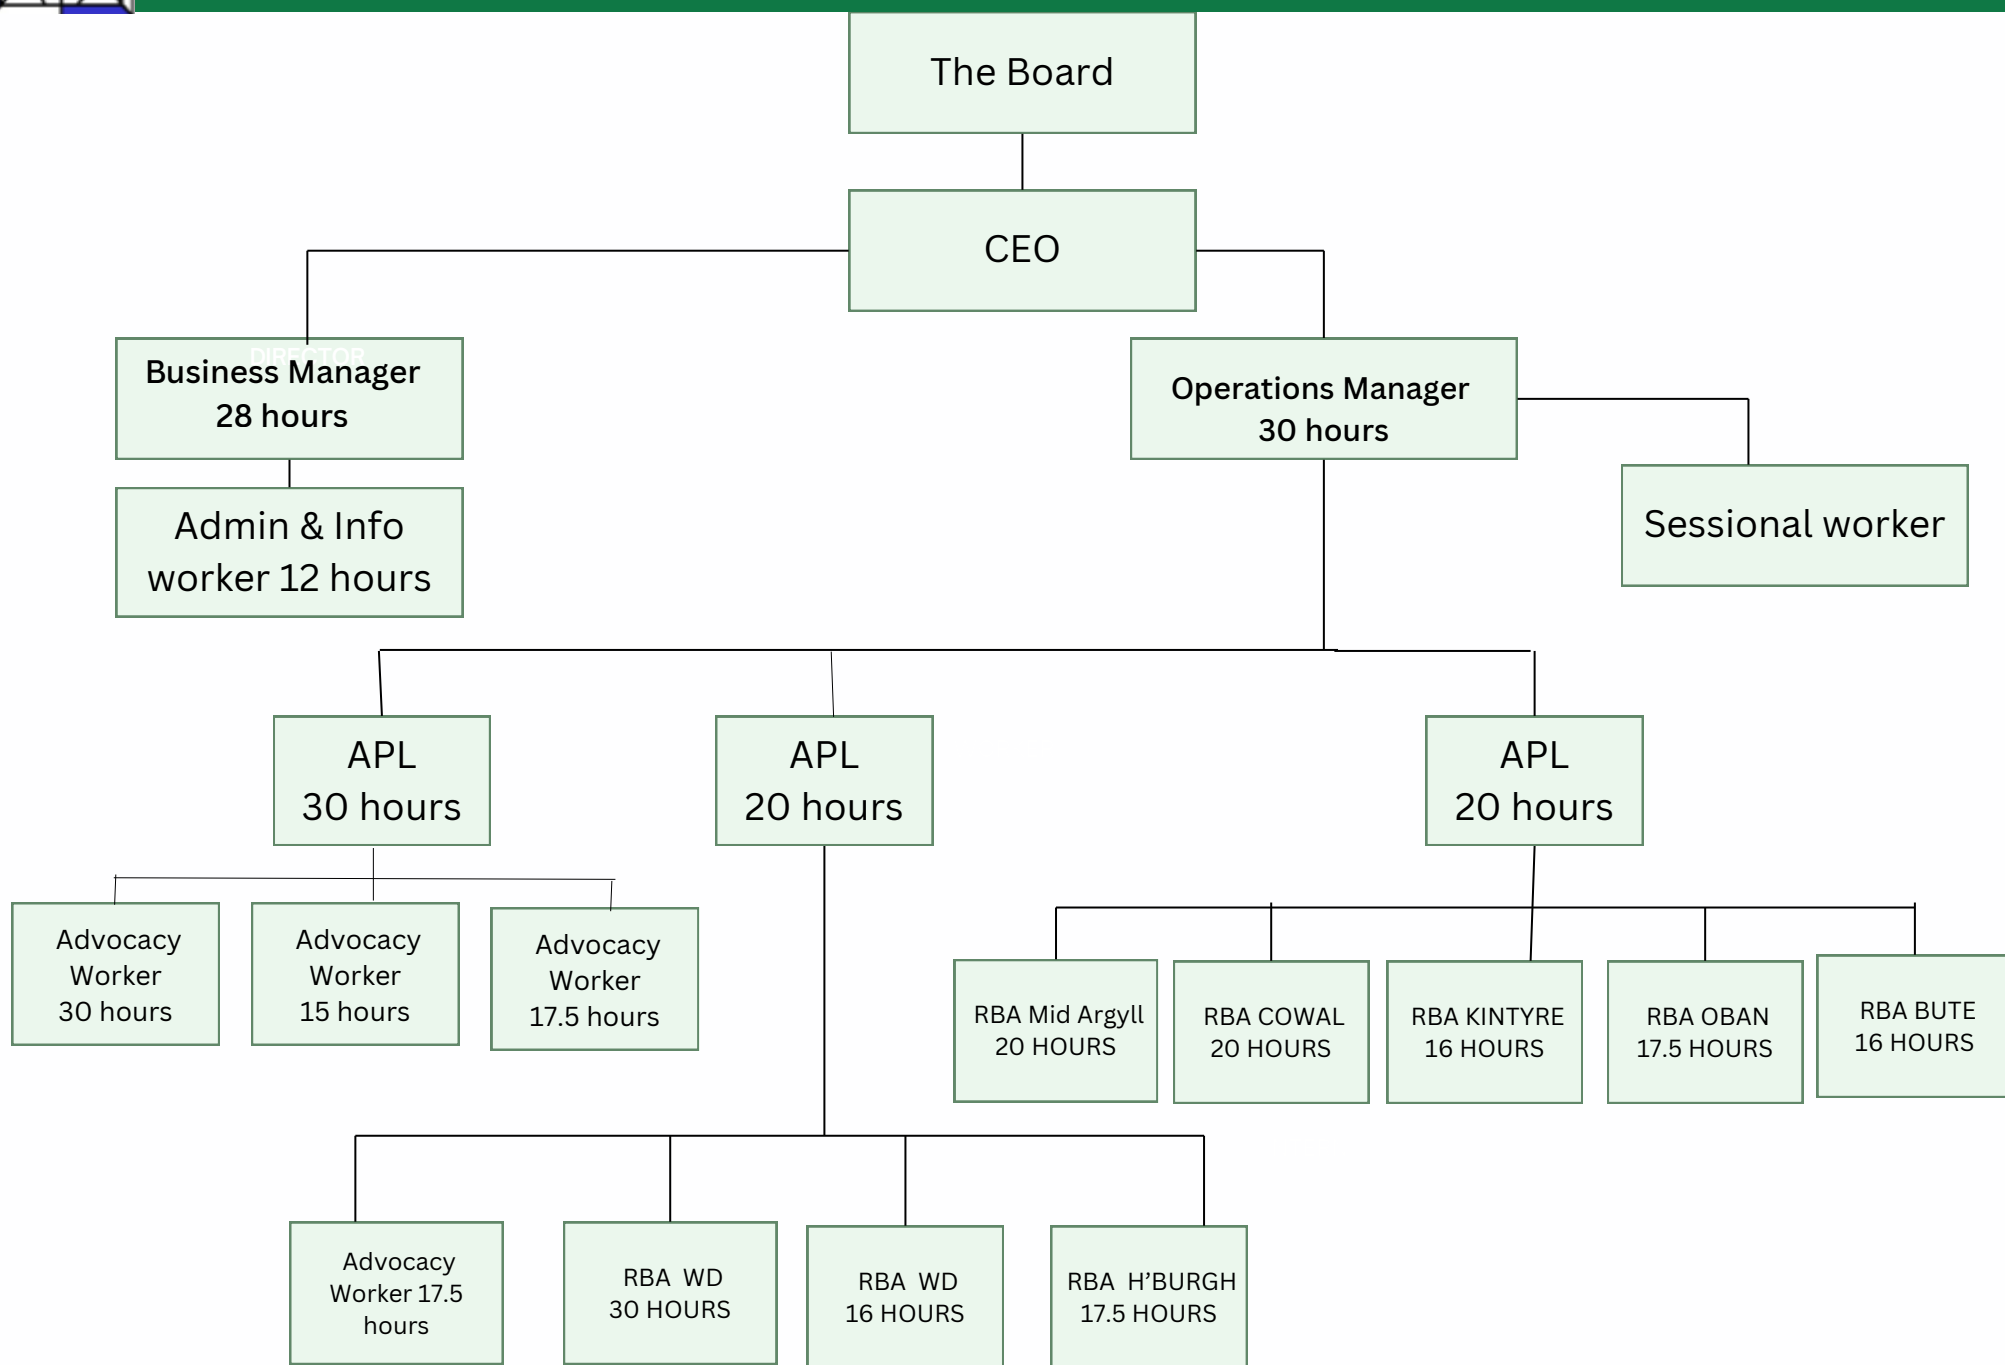 The Board
CEO
DIRECTOR
Business Manager
28 hours
Operations Manager
30 hours
Admin & Info
worker 12 hours
Sessional worker
APL
30 hours
APL
20 hours
APL
20 hours
Advocacy
Worker
30 hours
Advocacy
Worker
15 hours
Advocacy
Worker
17.5 hours
RBA Mid Argyll
20 HOURS
RBA COWAL
20 HOURS
RBA KINTYRE
16 HOURS
RBA OBAN
17.5 HOURS
RBA BUTE
16 HOURS
Advocacy
Worker 17.5
hours
RBA  WD
30 HOURS
RBA  WD
16 HOURS
RBA  H'BURGH
17.5 HOURS